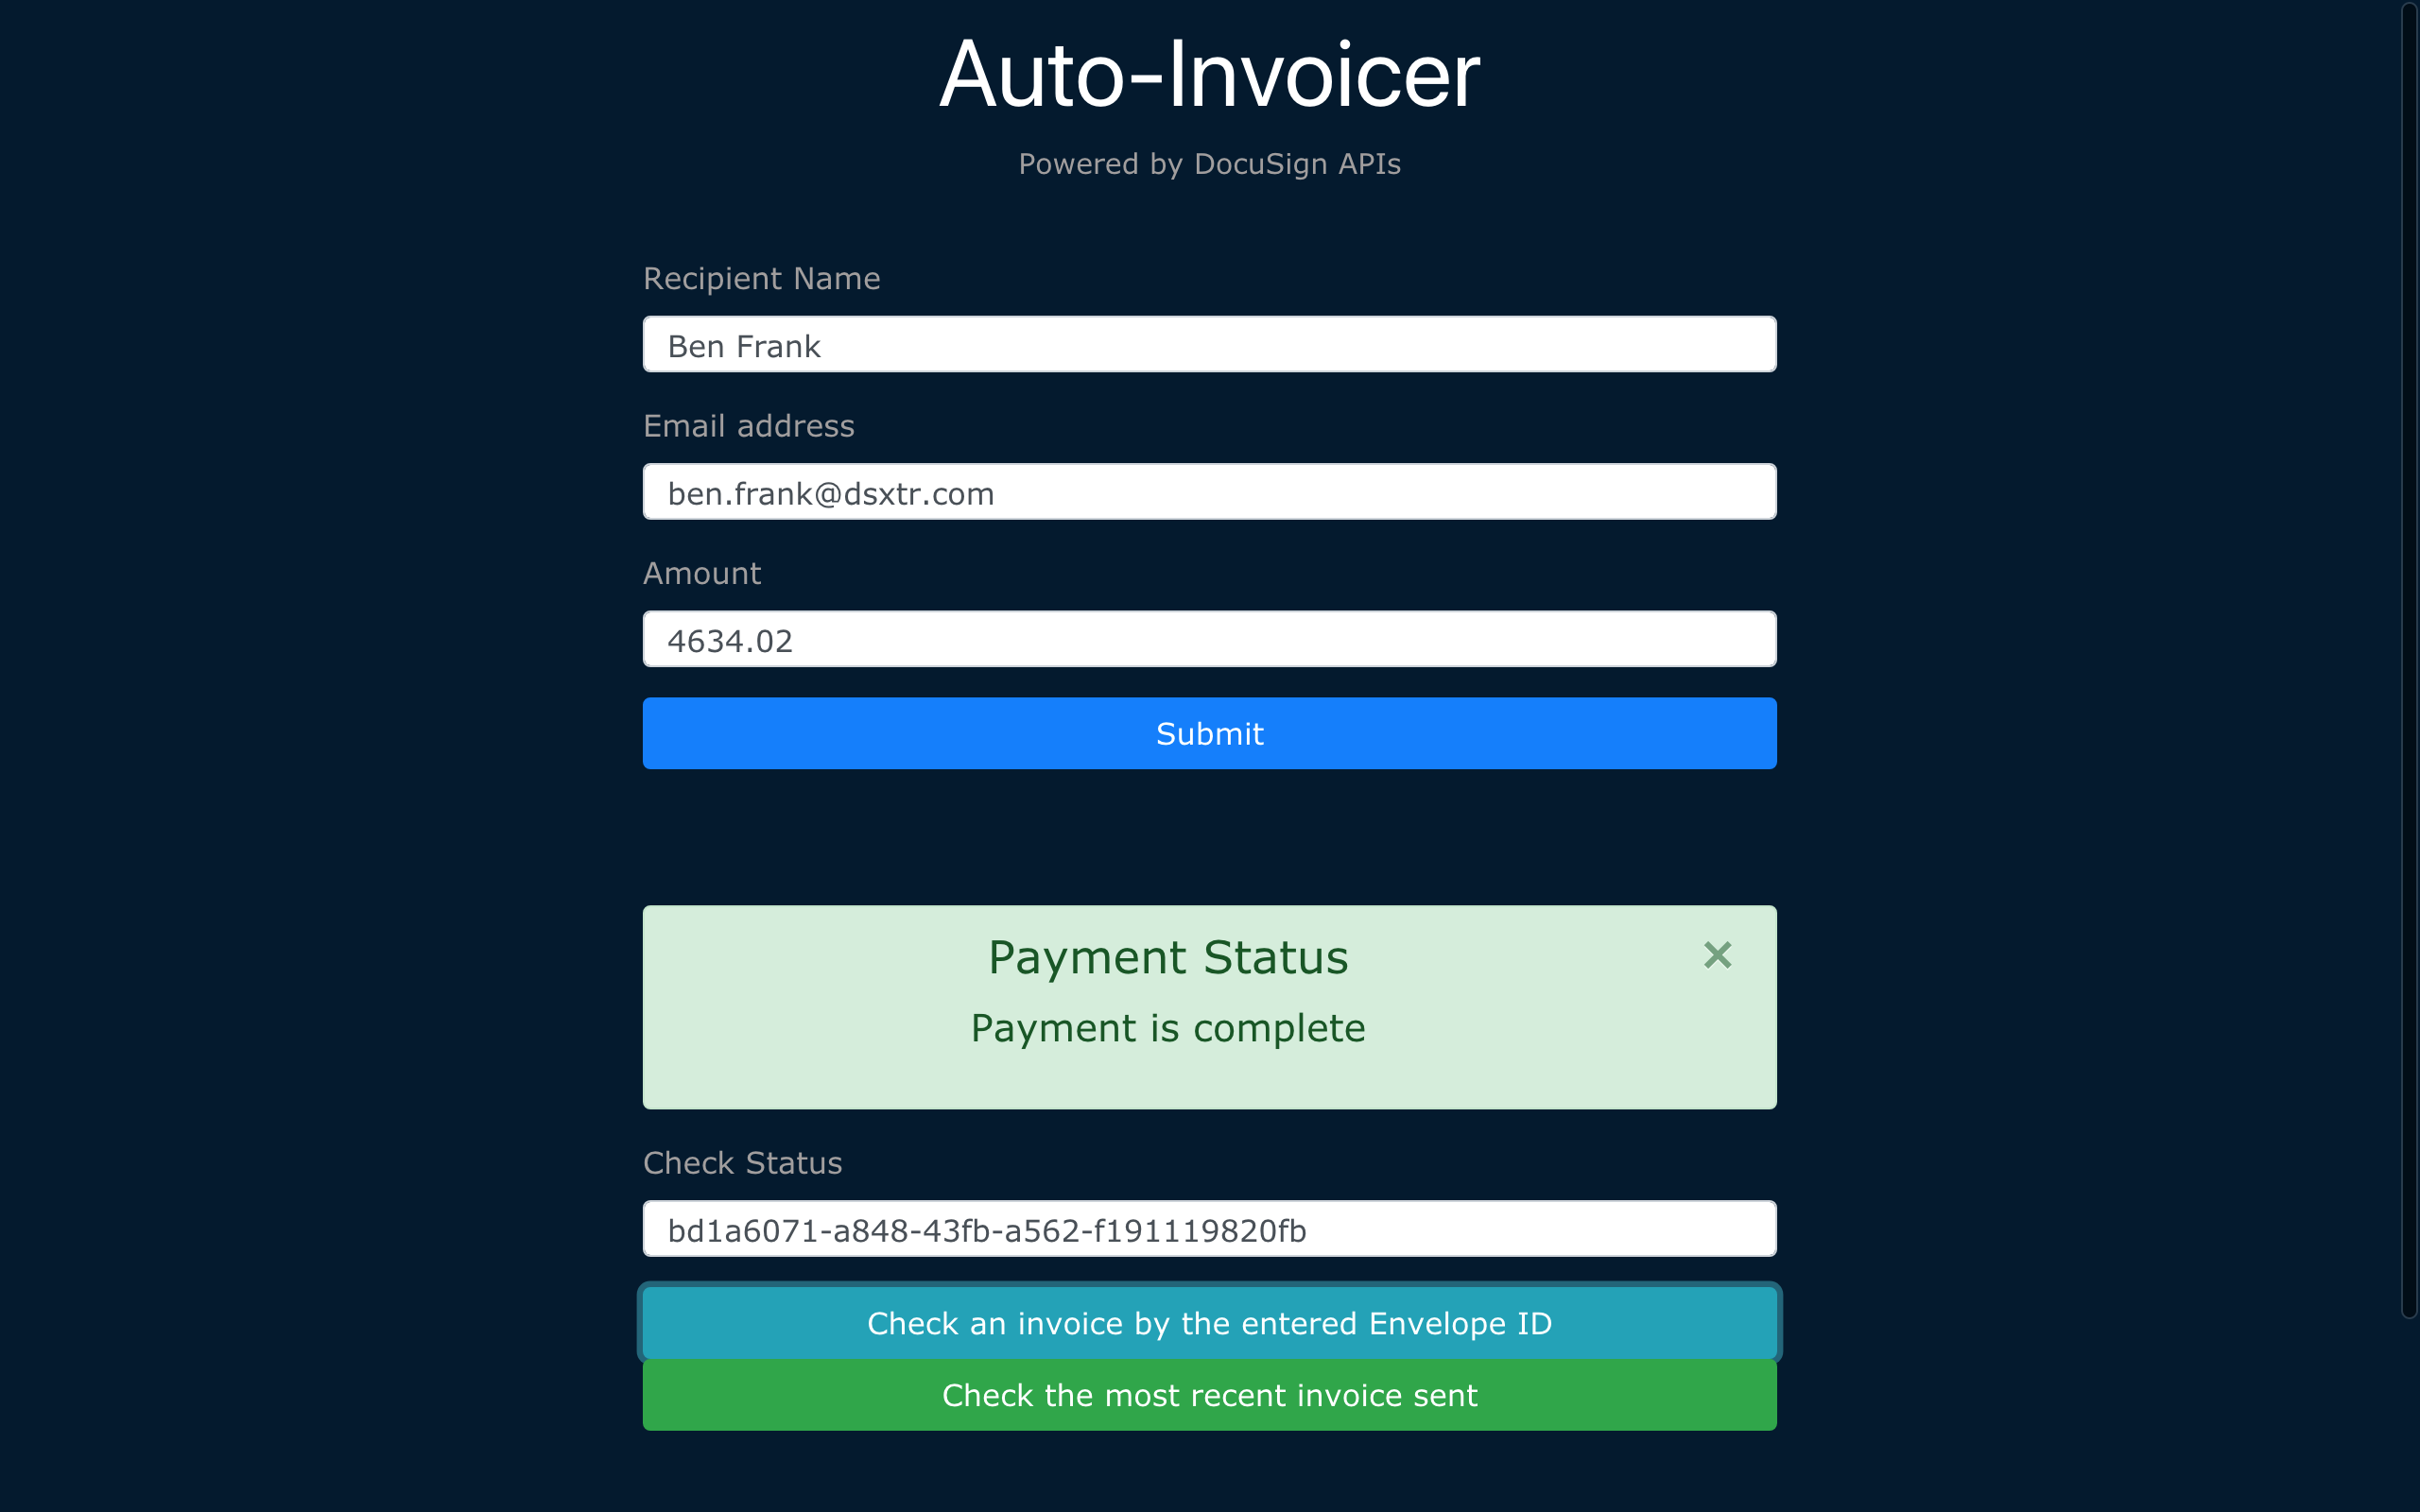 Auto-Invoicer
Powered by DocuSign APIs
Recipient Name
Ben Frank
Email address
ben.frank@dsxtr.com
Amount
4634.02
Submit
Payment Status
×
Payment is complete
Check Status
bd1a6071-a848-43fb-a562-f191119820fb
Check an invoice by the entered Envelope ID
Check the most recent invoice sent